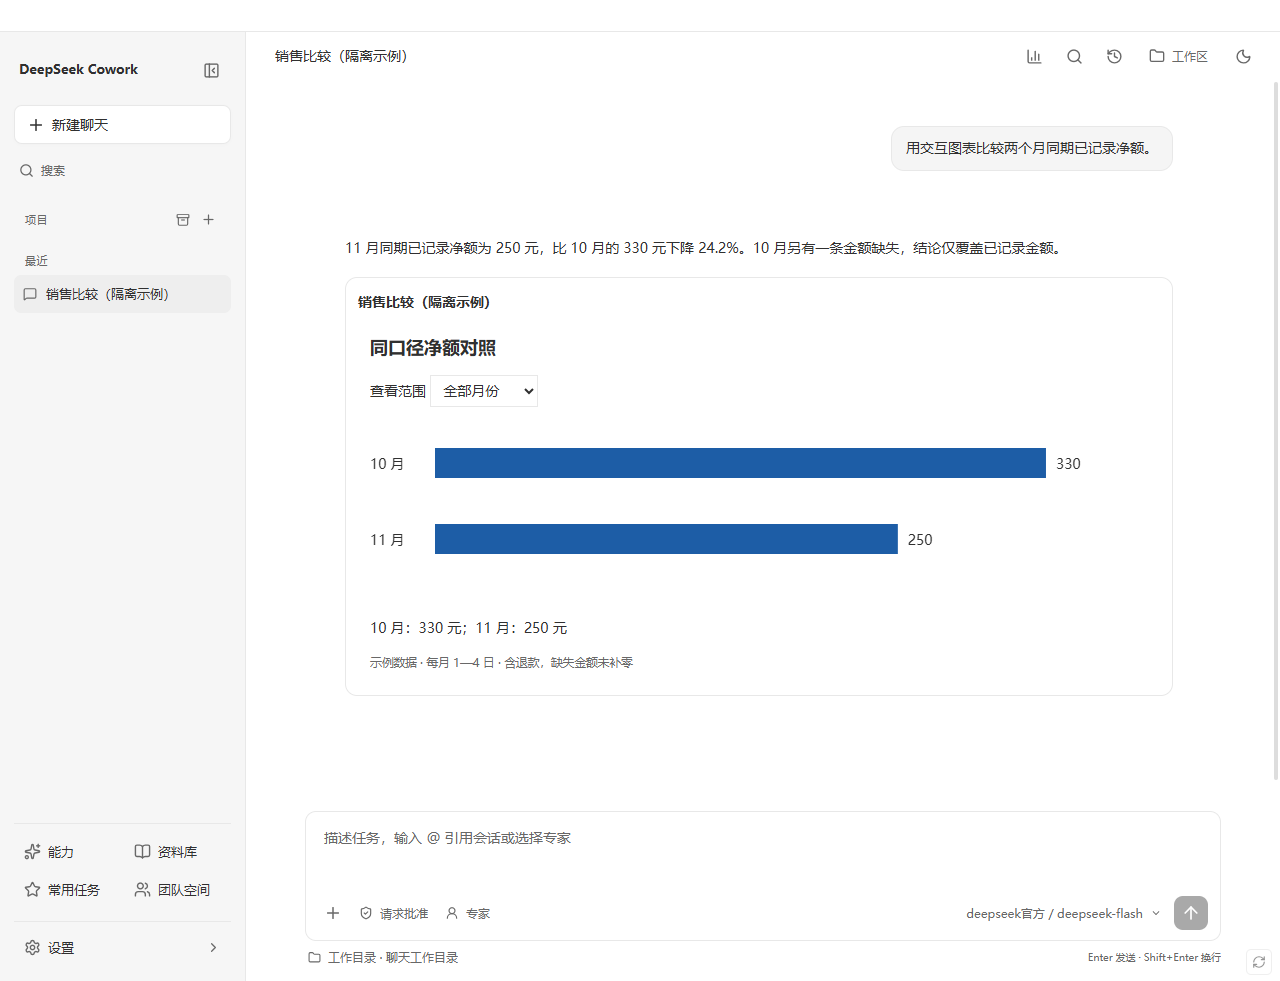 DeepSeek Cowork
新建聊天
搜索
项目
最近
销售比较（隔离示例）
能力
资料库
常用任务
团队空间
设置
销售比较（隔离示例）
工作区
用交互图表比较两个月同期已记录净额。
11 月同期已记录净额为 250 元，比 10 月的 330 元下降 24.2%。10 月另有一条金额缺失，结论仅覆盖已记录金额。
销售比较（隔离示例）
同口径净额对照
查看范围 全部月份
10 月 330
11 月 250
10 月：330 元；11 月：250 元
示例数据 · 每月 1—4 日 · 含退款，缺失金额未补零
描述任务，输入 @ 引用会话或选择专家
请求批准 专家 deepseek官方 / deepseek-flash
工作目录 · 聊天工作目录 Enter 发送 · Shift+Enter 换行